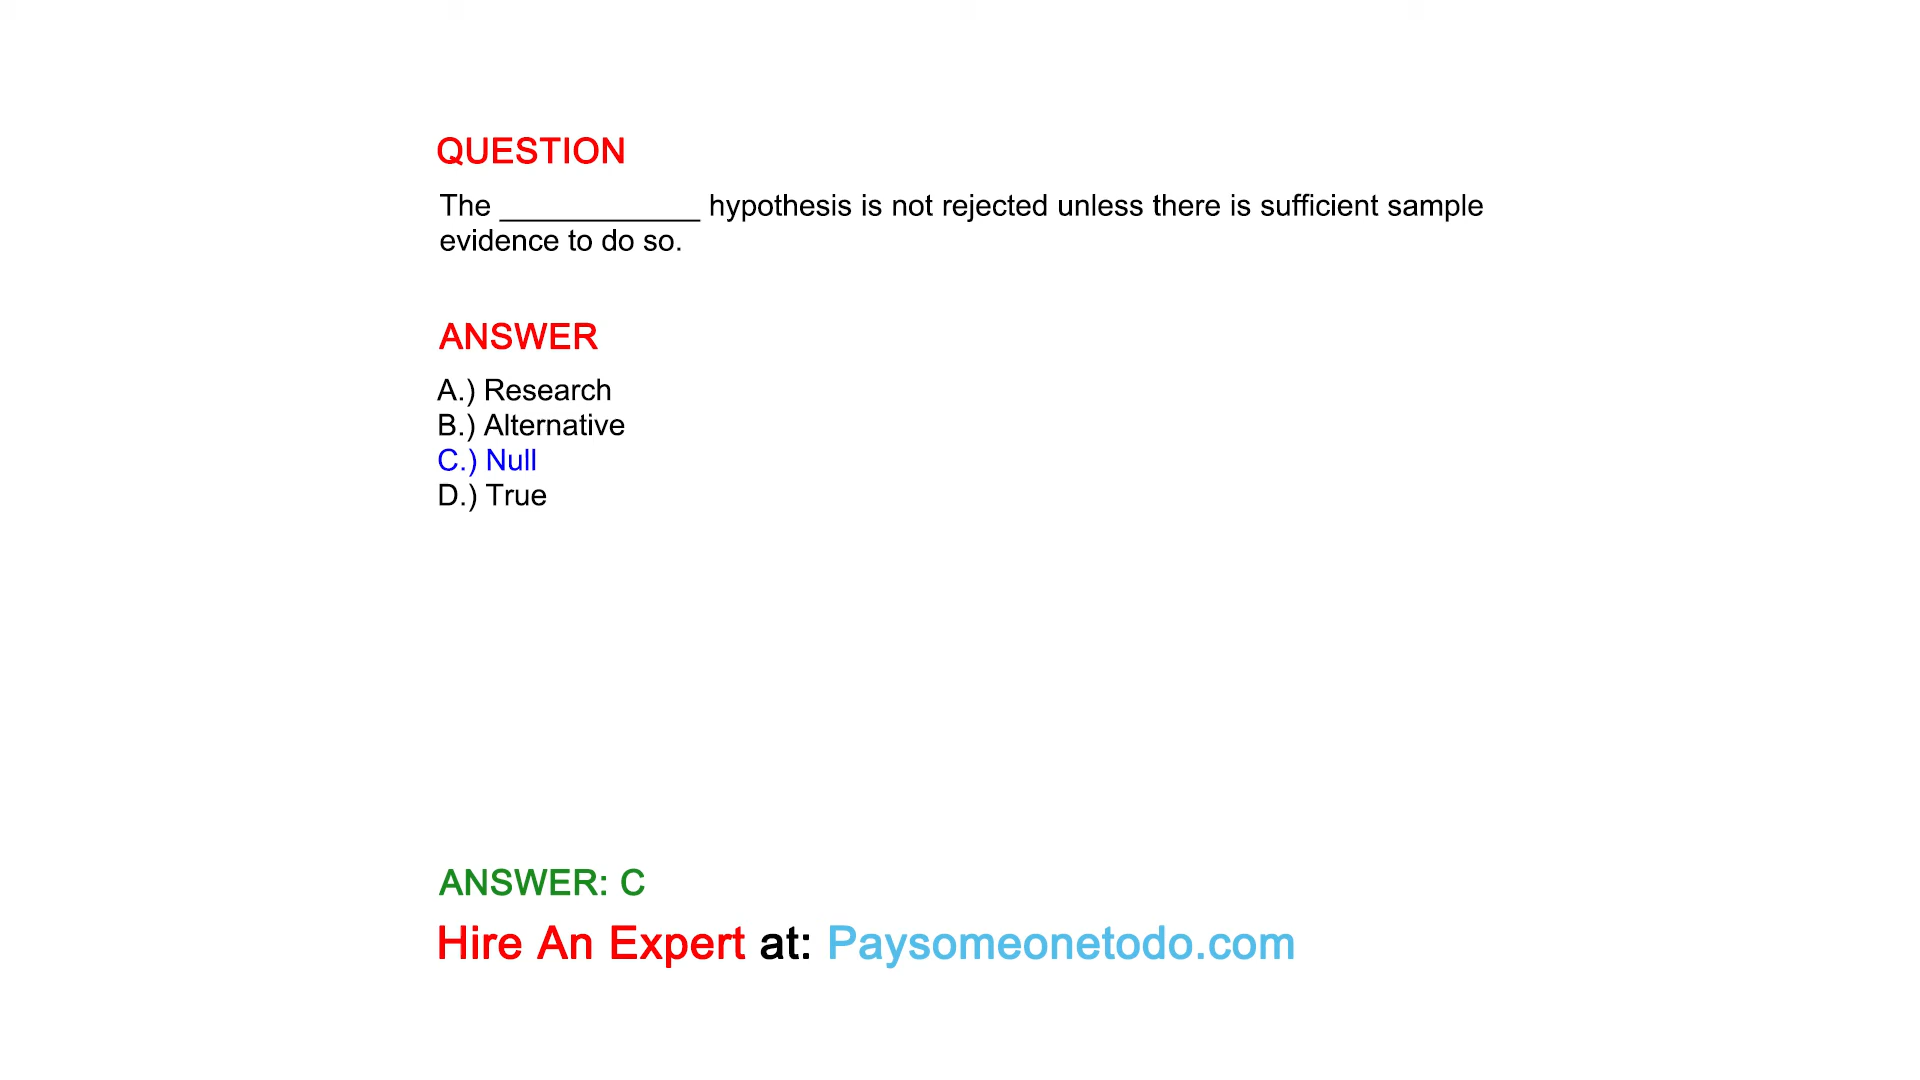 QUESTION
The ____________ hypothesis is not rejected unless there is sufficient sample
evidence to do so.
ANSWER
A.) Research
B.) Alternative
C.) Null
D.) True
ANSWER: C
Hire An Expert at: Paysomeonetodo.com